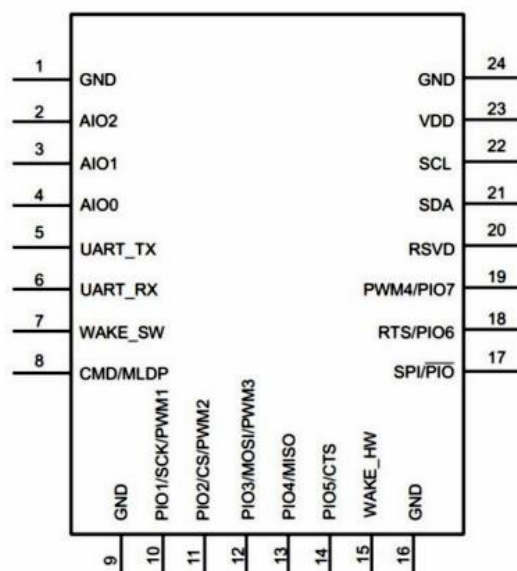 1 GND
2 AIO2
3 AIO1
4 AIO0
5 UART_TX
6 UART_RX
7 WAKE_SW
8 CMD/MLDP
24 GND
23 VDD
22 SCL
21 SDA
20 RSVD
19 PWM4/PIO7
18 RTS/PIO6
17 SPI/PIO
9 GND
10 PIO1/SCK/PWM1
11 PIO2/CS/PWM2
12 PIO3/MOSI/PWM3
13 PIO4/MISO
14 PIO5/CTS
15 WAKE_HW
16 GND